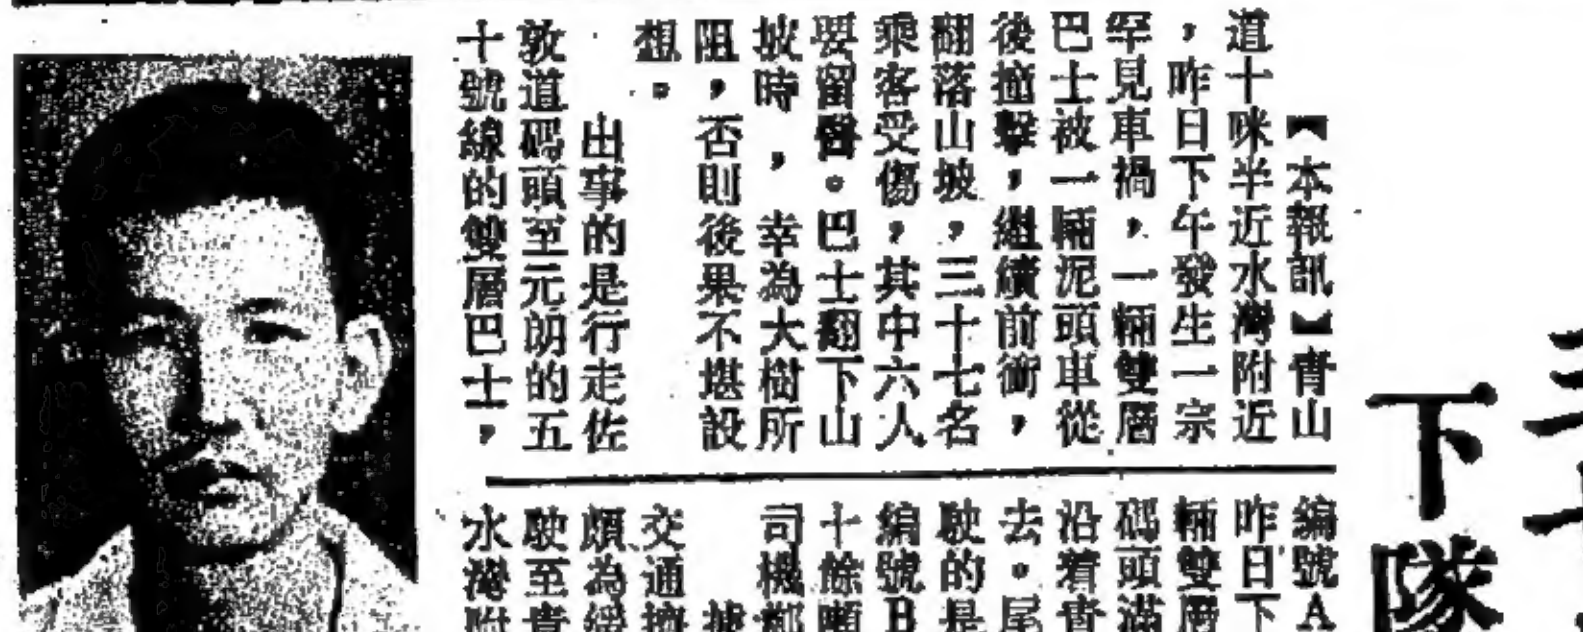 下隊
【本報訊】青山
道十咪半近水灣附近
，昨日下午發生一宗
罕見車禍，一輛雙層
巴士被一輛泥頭車從
後撞擊，繼續前衝，
翻落山坡，三十七名
乘客受傷，其中六人
要留醫。巴士翻下山
坡時，幸為大樹所
阻，否則後果不堪設
想。
出事的是行走佐
敦道碼頭至元朗的五
十號線的雙層巴士，
編號A
昨日下
輛雙層
碼頭滿
沿着青
去。尾
駛的是
編號B
十餘噸
司機
據
交通擠
頗為緩
駛至青
水灣附